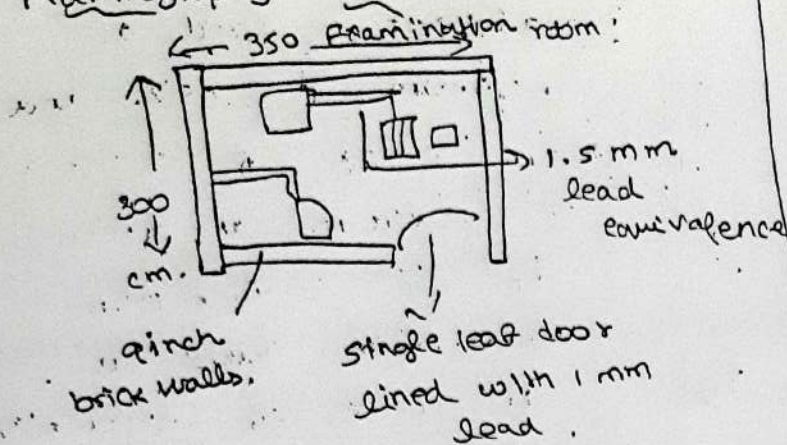 examination room:
350
300
cm.
1.5 mm
lead
equivalence
9inch
brick walls.
single leaf door
lined with 1 mm
lead.